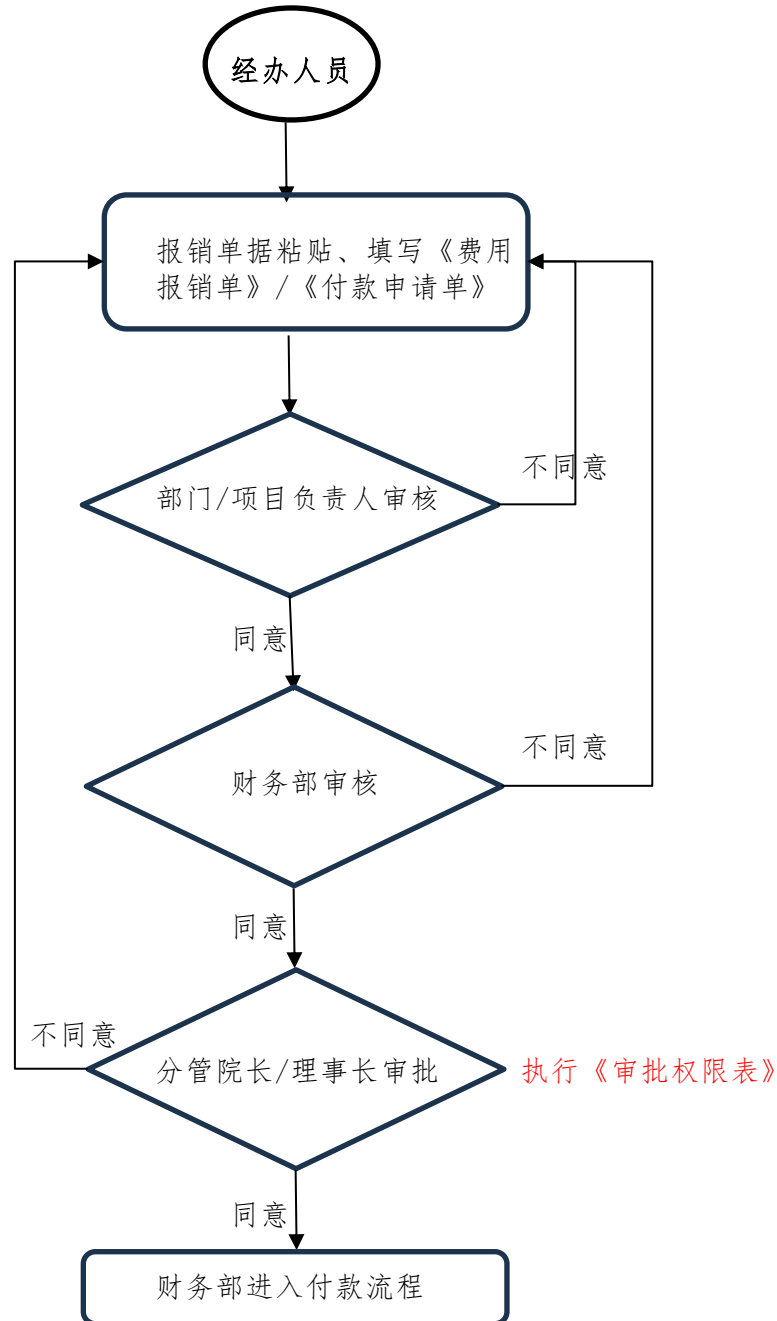 经办人员
报销单据粘贴、填写《费用
报销单》/《付款申请单》
不同意
部门/项目负责人审核
同意
不同意
财务部审核
同意
不同意
分管院长/理事长审批
执行《审批权限表》
同意
财务部进入付款流程